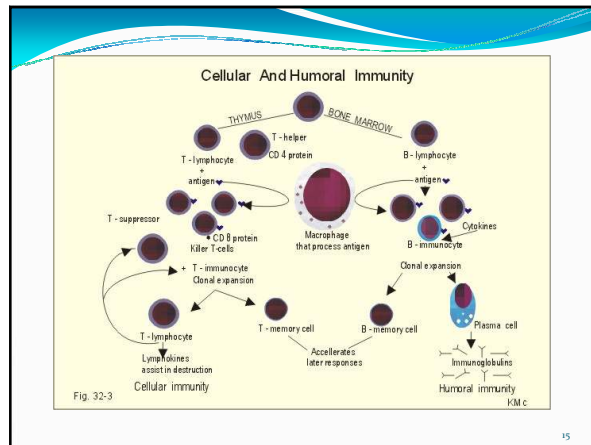 Cellular And Humoral Immunity
THYMUS
BONE MARROW
T - helper
CD 4 protein
T - lymphocyte
+
antigen
B - lymphocyte
+
antigen
T - suppressor
CD 8 protein
Killer T-cells
Macrophage
that process antigen
Cytokines
B - immunocyte
+ T - immunocyte
Clonal expansion
Clonal expansion
T - lymphocyte
T - memory cell
B - memory cell
Plasma cell
Lymphokines
assist in destruction
Accellerates
later responses
Immunoglobulins
Cellular immunity
Humoral immunity
Fig. 32-3
KMc
15